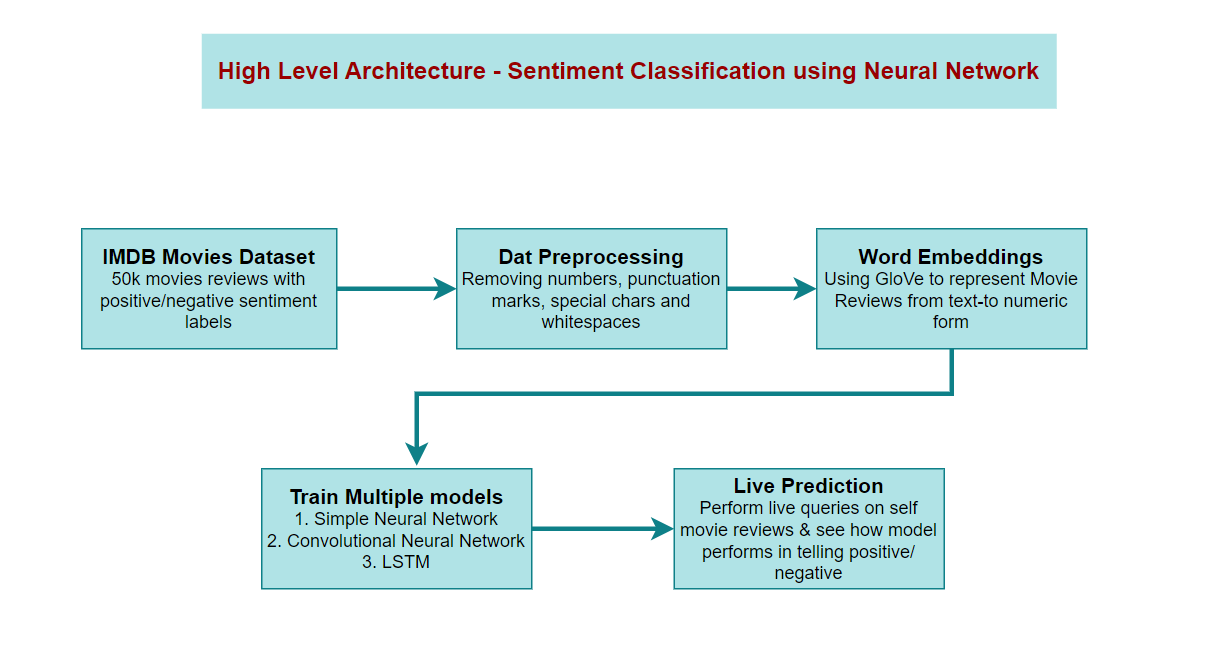 High Level Architecture - Sentiment Classification using Neural Network
IMDB Movies Dataset
50k movies reviews with
positive/negative sentiment
labels
Dat Preprocessing
Removing numbers, punctuation
marks, special chars and
whitespaces
Word Embeddings
Using GloVe to represent Movie
Reviews from text-to numeric
form
Train Multiple models
1. Simple Neural Network
2. Convolutional Neural Network
3. LSTM
Live Prediction
Perform live queries on self
movie reviews & see how model
performs in telling positive/
negative